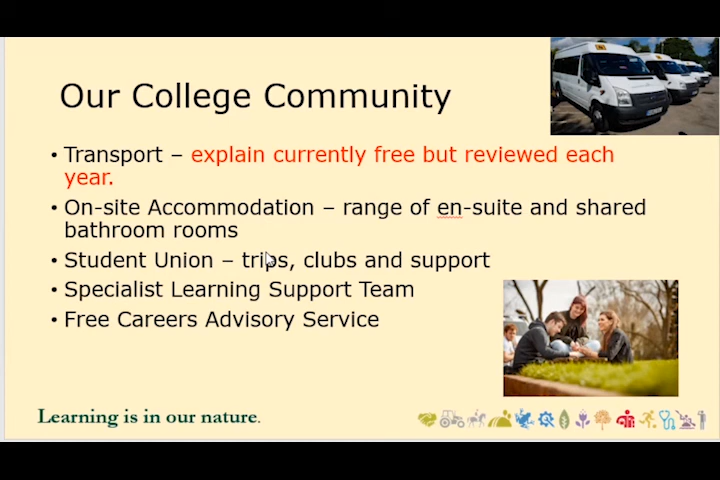 Our College Community
• Transport – explain currently free but reviewed each
year.
• On-site Accommodation – range of en-suite and shared
bathroom rooms
• Student Union – trips, clubs and support
• Specialist Learning Support Team
• Free Careers Advisory Service
Learning is in our nature.